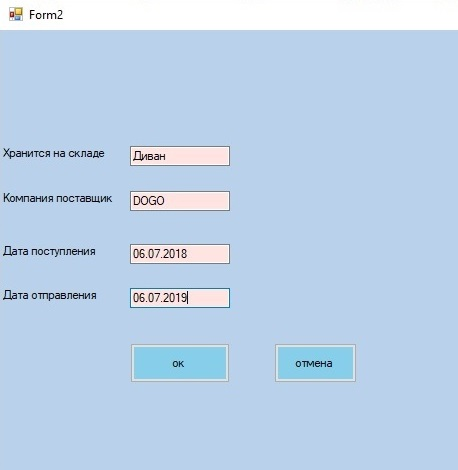 Form2
Хранится на складе Диван
Компания поставщик DOGO
Дата поступления 06.07.2018
Дата отправления 06.07.2019
ок отмена